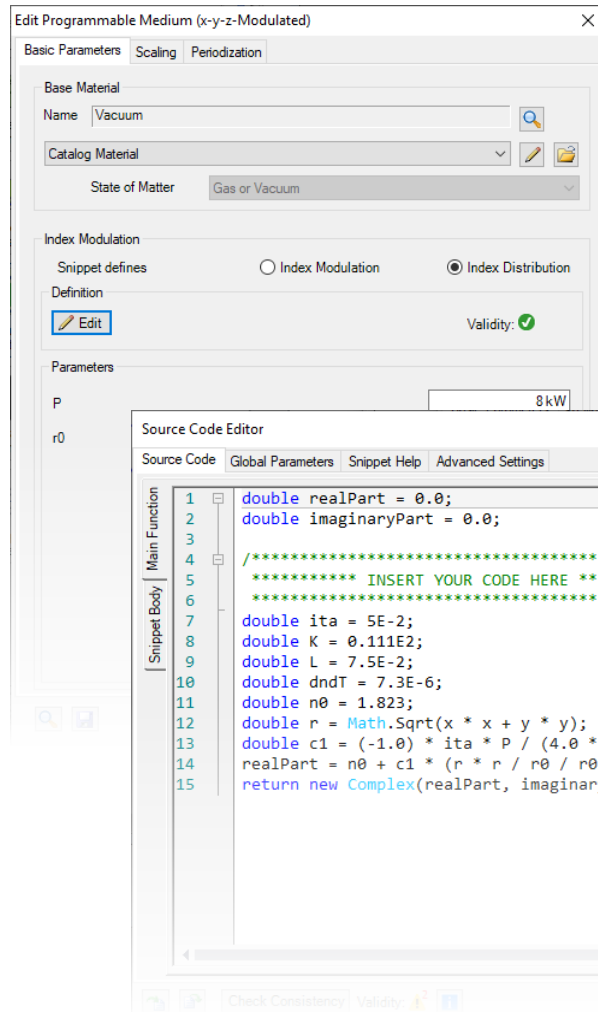 Edit Programmable Medium (x-y-z-Modulated)
Basic Parameters Scaling Periodization
Base Material
Name Vacuum
Catalog Material
State of Matter Gas or Vacuum
Index Modulation
Snippet defines Index Modulation Index Distribution
Definition
Edit Validity:
Parameters
P 8 kW
r0
Source Code Editor
Source Code Global Parameters Snippet Help Advanced Settings
Main Function
Snippet Body
1 double realPart = 0.0;
2 double imaginaryPart = 0.0;
3
4 /*************************************
5 *********** INSERT YOUR CODE HERE **
6 *************************************
7 double ita = 5E-2;
8 double K = 0.111E2;
9 double L = 7.5E-2;
10 double dndT = 7.3E-6;
11 double n0 = 1.823;
12 double r = Math.Sqrt(x * x + y * y);
13 double c1 = (-1.0) * ita * P / (4.0 *
14 realPart = n0 + c1 * (r * r / r0 / r0
15 return new Complex(realPart, imaginar
Check Consistency Validity: 2